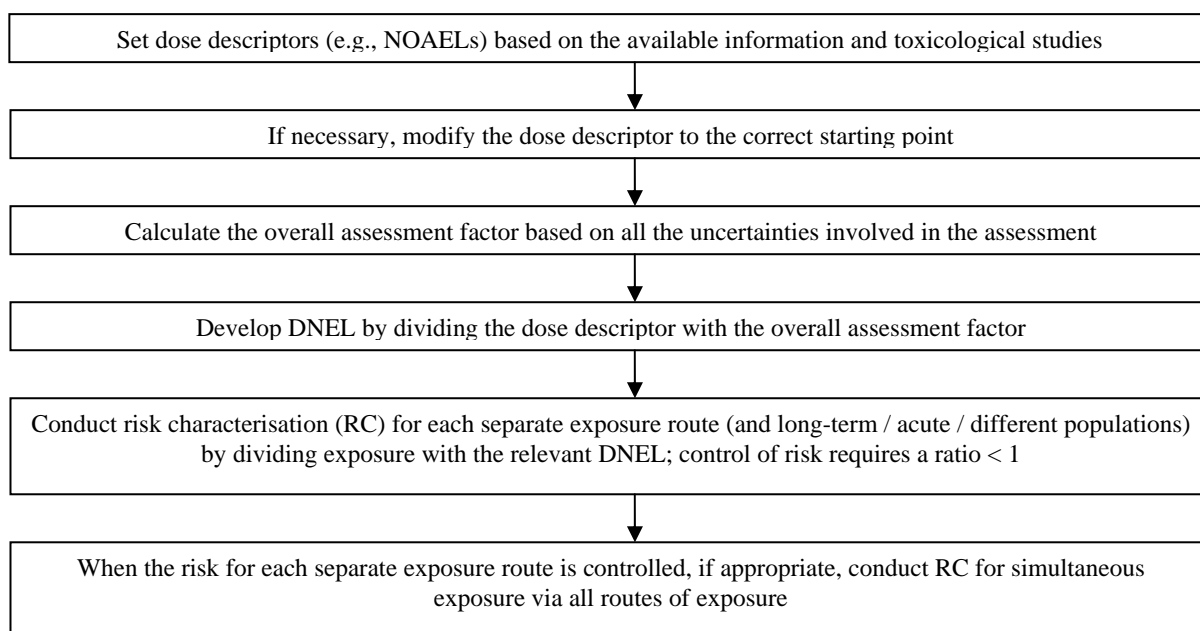 Set dose descriptors (e.g., NOAELs) based on the available information and toxicological studies
If necessary, modify the dose descriptor to the correct starting point
Calculate the overall assessment factor based on all the uncertainties involved in the assessment
Develop DNEL by dividing the dose descriptor with the overall assessment factor
Conduct risk characterisation (RC) for each separate exposure route (and long-term / acute / different populations)
by dividing exposure with the relevant DNEL; control of risk requires a ratio < 1
When the risk for each separate exposure route is controlled, if appropriate, conduct RC for simultaneous
exposure via all routes of exposure